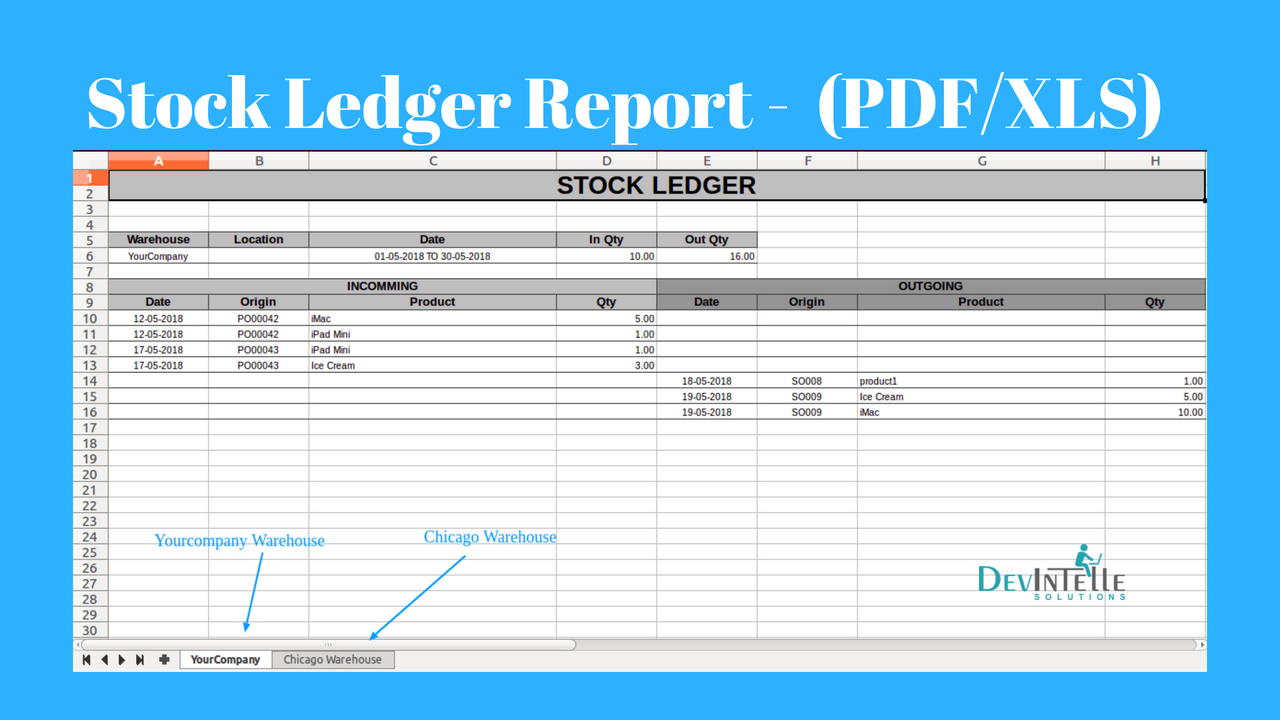 Stock Ledger Report - (PDF/XLS)
A B C D E F G H
1 STOCK LEDGER
2
3
4
5 Warehouse Location Date In Qty Out Qty
6 YourCompany 01-05-2018 TO 30-05-2018 10.00 16.00
7
8 INCOMMING OUTGOING
9 Date Origin Product Qty Date Origin Product Qty
10 12-05-2018 PO00042 iMac 5.00
11 12-05-2018 PO00042 iPad Mini 1.00
12 17-05-2018 PO00043 iPad Mini 1.00
13 17-05-2018 PO00043 Ice Cream 3.00
14 18-05-2018 SO008 product1 1.00
15 19-05-2018 SO009 Ice Cream 5.00
16 19-05-2018 SO009 iMac 10.00
17
18
19
20
21
22
23
24 Yourcompany Warehouse Chicago Warehouse
25
26
27 DEVINTELLE
28 SOLUTIONS
29
30
YourCompany Chicago Warehouse